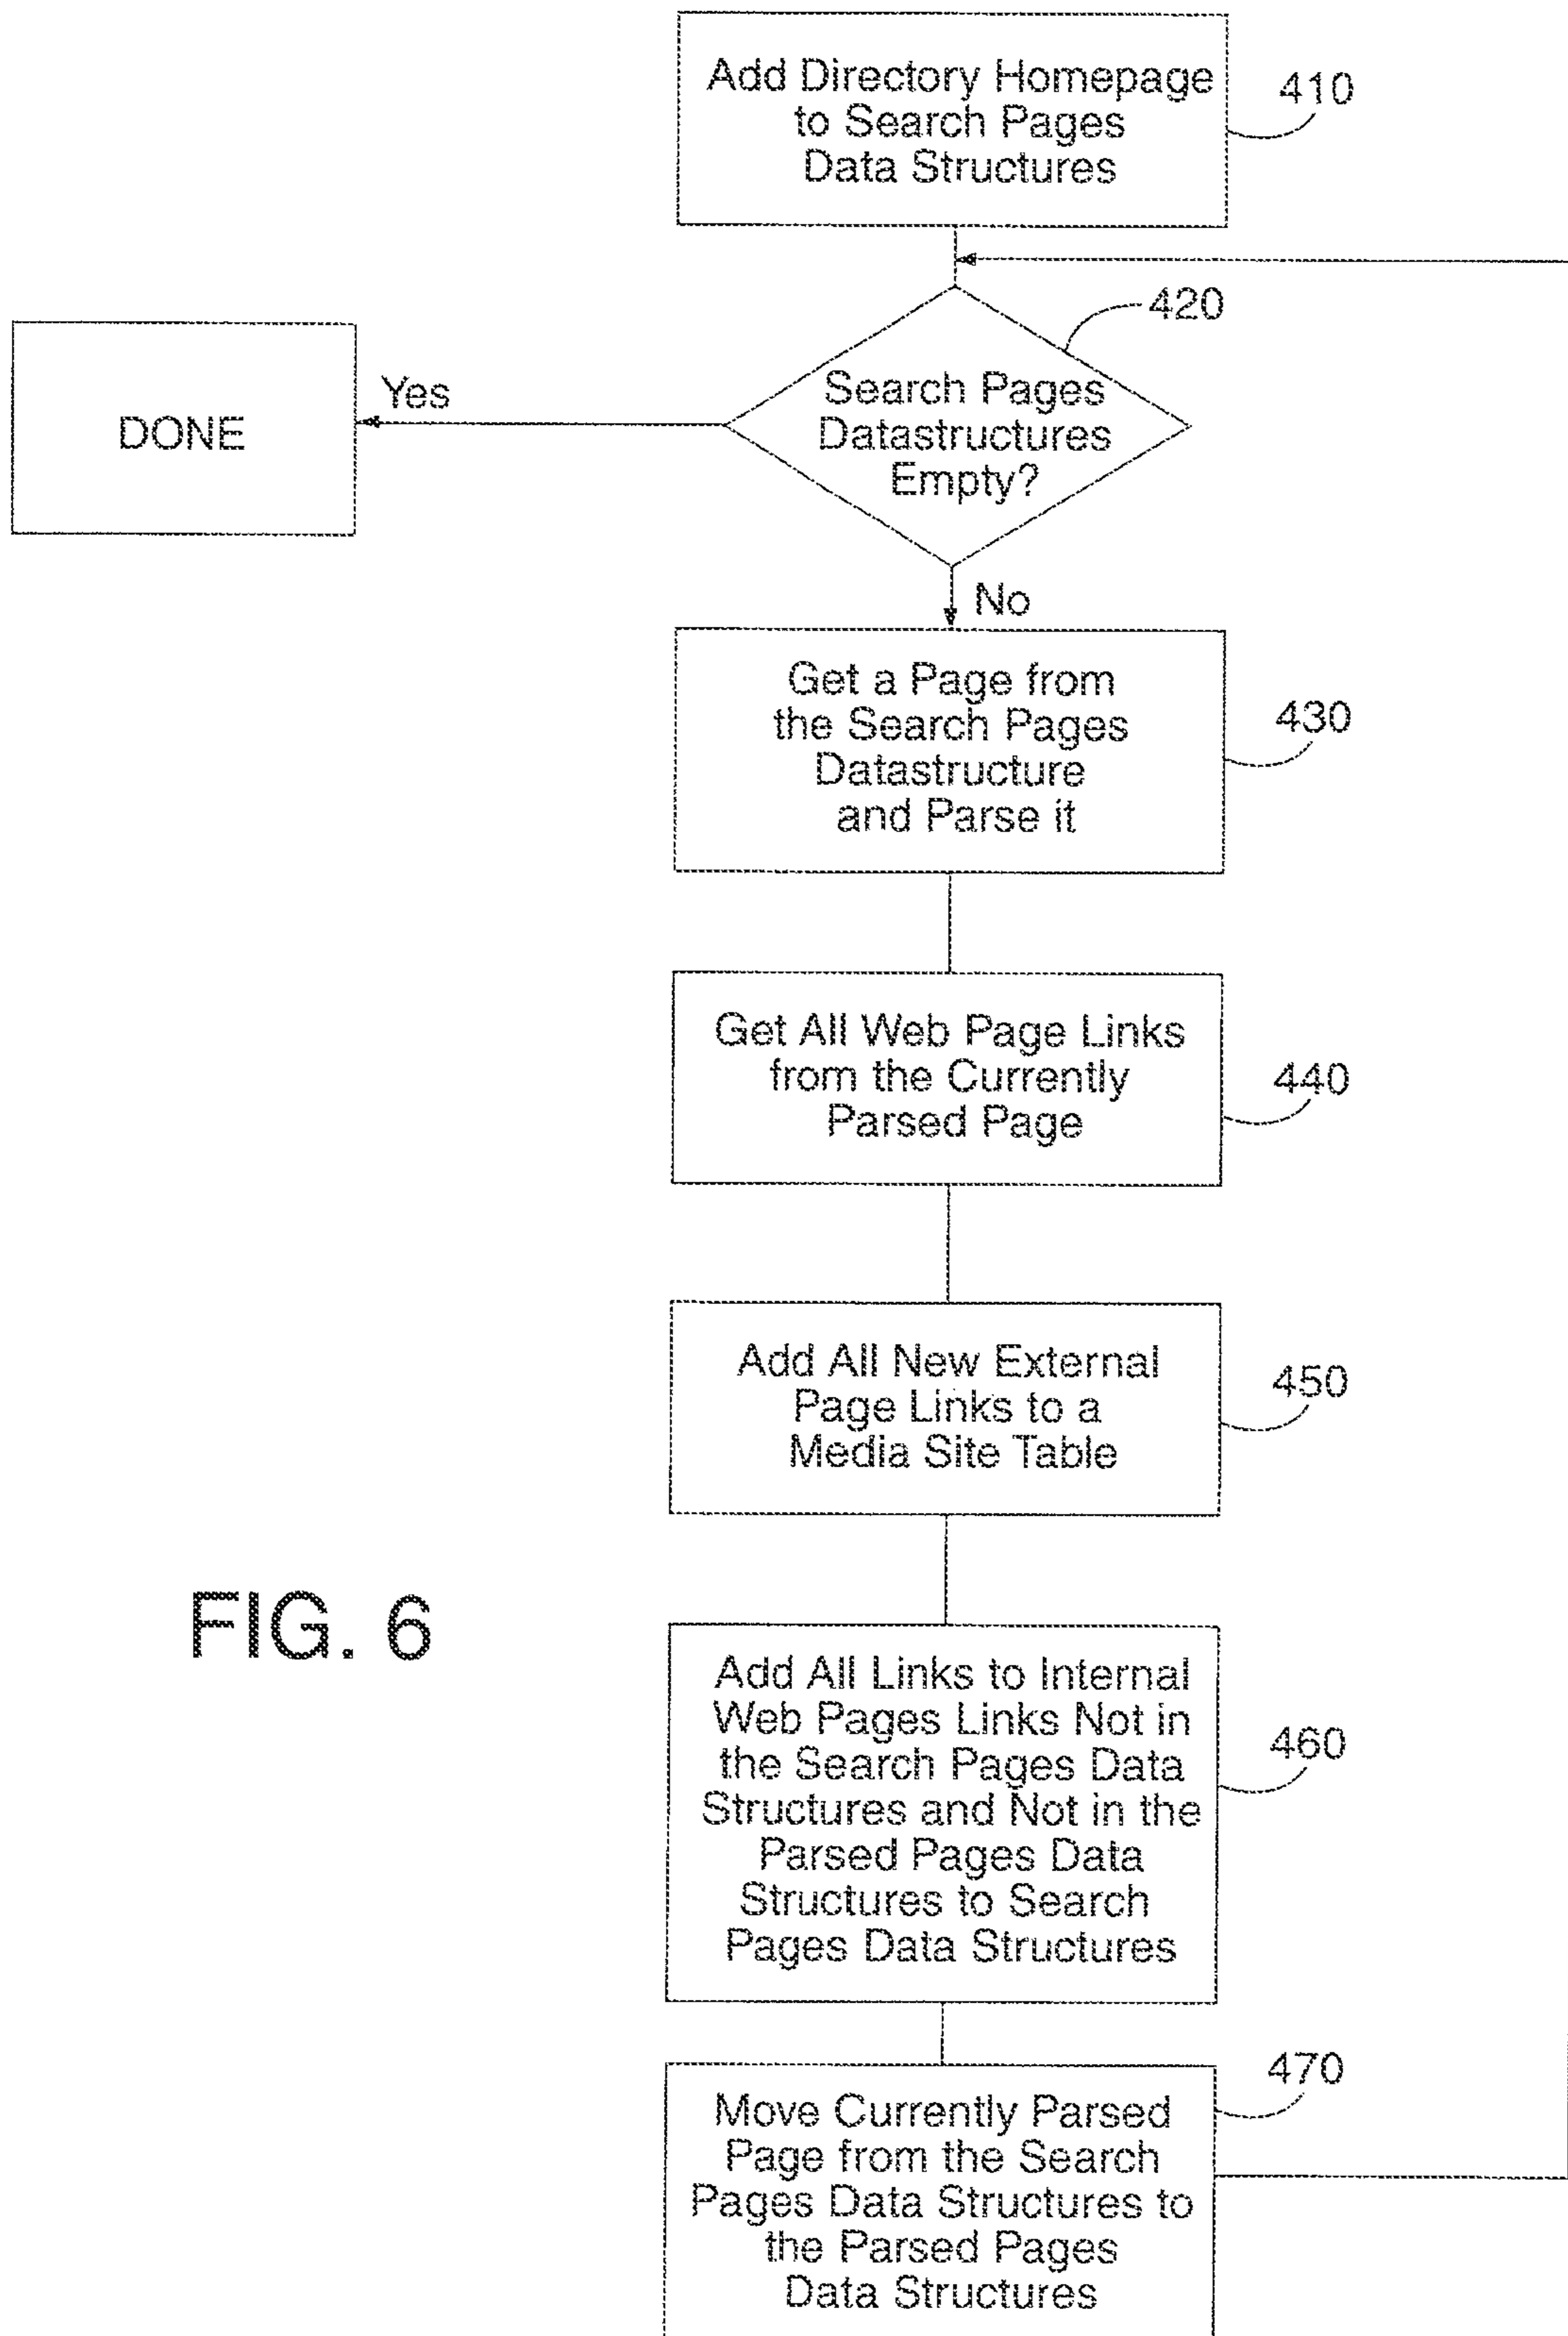 Add Directory Homepage
to Search Pages
Data Structures
410
420
Search Pages
Datastructures
Empty?
Yes
DONE
No
Get a Page from
the Search Pages
Datastructure
and Parse it
430
Get All Web Page Links
from the Currently
Parsed Page
440
Add All New External
Page Links to a
Media Site Table
450
FIG. 6
Add All Links to Internal
Web Pages Links Not in
the Search Pages Data
Structures and Not in the
Parsed Pages Data
Structures to Search
Pages Data Structures
460
Move Currently Parsed
Page from the Search
Pages Data Structures to
the Parsed Pages
Data Structures
470